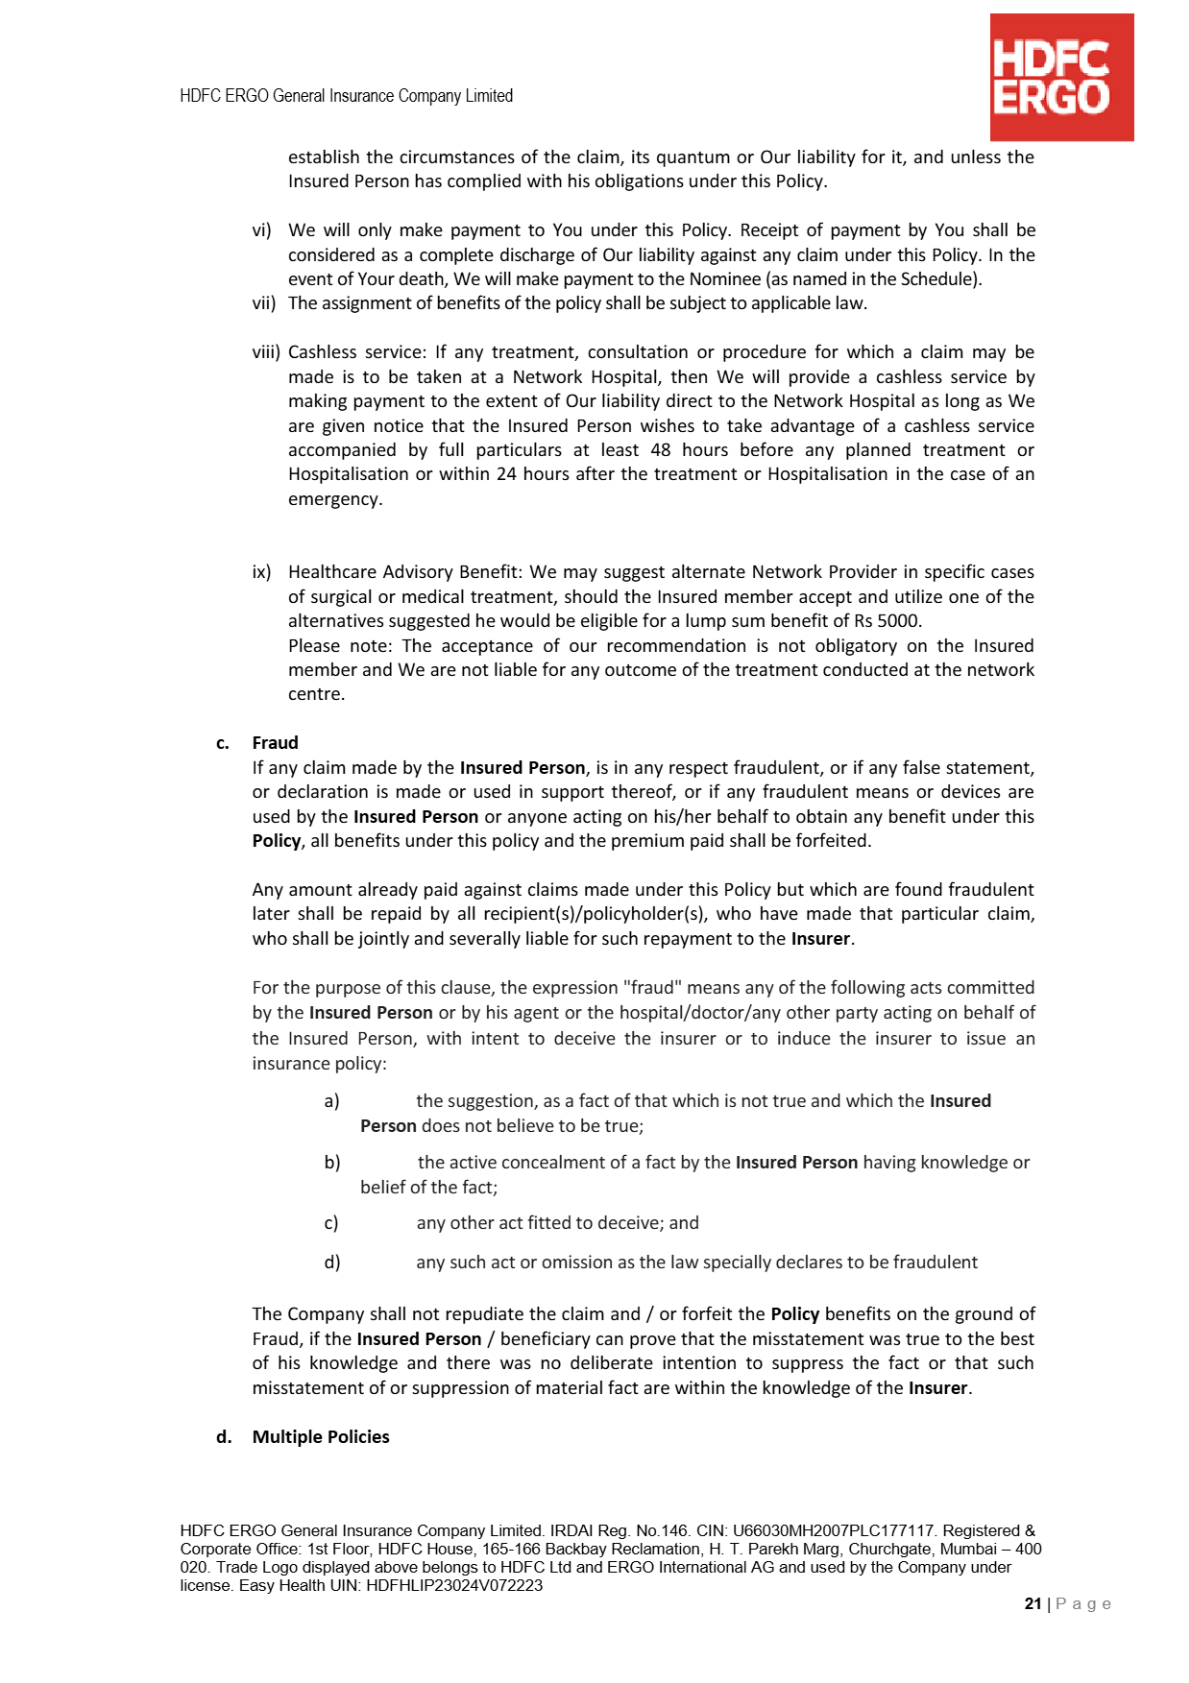 HDFC ERGO General Insurance Company Limited
HDFC
ERGO
establish the circumstances of the claim, its quantum or Our liability for it, and unless the
Insured Person has complied with his obligations under this Policy.
vi) We will only make payment to You under this Policy. Receipt of payment by You shall be
considered as a complete discharge of Our liability against any claim under this Policy. In the
event of Your death, We will make payment to the Nominee (as named in the Schedule).
vii) The assignment of benefits of the policy shall be subject to applicable law.
viii) Cashless service: If any treatment, consultation or procedure for which a claim may be
made is to be taken at a Network Hospital, then We will provide a cashless service by
making payment to the extent of Our liability direct to the Network Hospital as long as We
are given notice that the Insured Person wishes to take advantage of a cashless service
accompanied by full particulars at least 48 hours before any planned treatment or
Hospitalisation or within 24 hours after the treatment or Hospitalisation in the case of an
emergency.
ix) Healthcare Advisory Benefit: We may suggest alternate Network Provider in specific cases
of surgical or medical treatment, should the Insured member accept and utilize one of the
alternatives suggested he would be eligible for a lump sum benefit of Rs 5000.
Please note: The acceptance of our recommendation is not obligatory on the Insured
member and We are not liable for any outcome of the treatment conducted at the network
centre.
c. Fraud
If any claim made by the Insured Person, is in any respect fraudulent, or if any false statement,
or declaration is made or used in support thereof, or if any fraudulent means or devices are
used by the Insured Person or anyone acting on his/her behalf to obtain any benefit under this
Policy, all benefits under this policy and the premium paid shall be forfeited.
Any amount already paid against claims made under this Policy but which are found fraudulent
later shall be repaid by all recipient(s)/policyholder(s), who have made that particular claim,
who shall be jointly and severally liable for such repayment to the Insurer.
For the purpose of this clause, the expression "fraud" means any of the following acts committed
by the Insured Person or by his agent or the hospital/doctor/any other party acting on behalf of
the Insured Person, with intent to deceive the insurer or to induce the insurer to issue an
insurance policy:
a) the suggestion, as a fact of that which is not true and which the Insured
Person does not believe to be true;
b) the active concealment of a fact by the Insured Person having knowledge or
belief of the fact;
c) any other act fitted to deceive; and
d) any such act or omission as the law specially declares to be fraudulent
The Company shall not repudiate the claim and / or forfeit the Policy benefits on the ground of
Fraud, if the Insured Person / beneficiary can prove that the misstatement was true to the best
of his knowledge and there was no deliberate intention to suppress the fact or that such
misstatement of or suppression of material fact are within the knowledge of the Insurer.
d. Multiple Policies
HDFC ERGO General Insurance Company Limited. IRDAI Reg. No.146. CIN: U66030MH2007PLC177117. Registered &
Corporate Office: 1st Floor, HDFC House, 165-166 Backbay Reclamation, H. T. Parekh Marg, Churchgate, Mumbai – 400
020. Trade Logo displayed above belongs to HDFC Ltd and ERGO International AG and used by the Company under
license. Easy Health UIN: HDFHLIP23024V072223
21 | Page